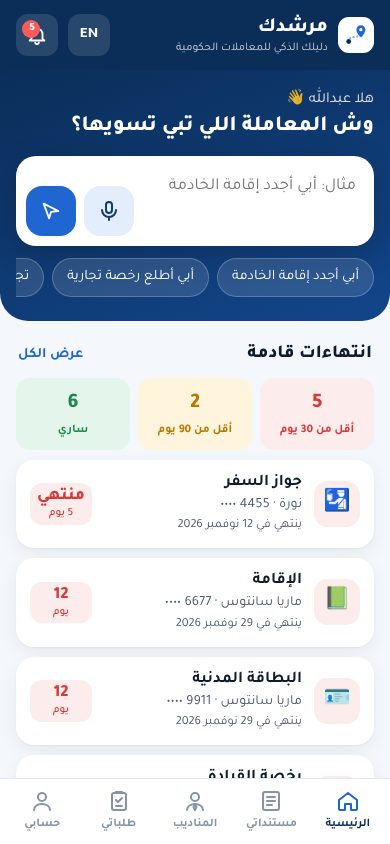 مرشدك
دليلك الذكي للمعاملات الحكومية
EN
5
هلا عبدالله 👋
وش المعاملة اللي تبي تسويها؟
مثال: أبي أجدد إقامة الخادمة
أبي أجدد إقامة الخادمة
أبي أطلع رخصة تجارية
تج
انتهاءات قادمة
عرض الكل
5
أقل من 30 يوم
2
أقل من 90 يوم
6
ساري
جواز السفر
نورة · 4455 ••••
ينتهي في 12 نوفمبر 2026
منتهي
5 يوم
الإقامة
ماريا سانتوس · 6677 ••••
ينتهي في 29 نوفمبر 2026
12
يوم
البطاقة المدنية
ماريا سانتوس · 9911 ••••
ينتهي في 29 نوفمبر 2026
12
يوم
رخصة القيادة
الرئيسية
مستنداتي
المناديب
طلباتي
حسابي